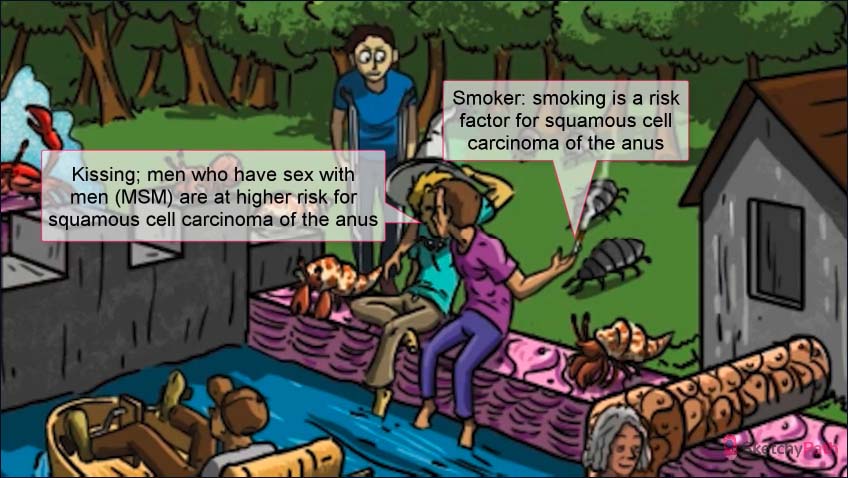 Smoker: smoking is a risk
factor for squamous cell
carcinoma of the anus
Kissing; men who have sex with
men (MSM) are at higher risk for
squamous cell carcinoma of the anus
SketchyPath